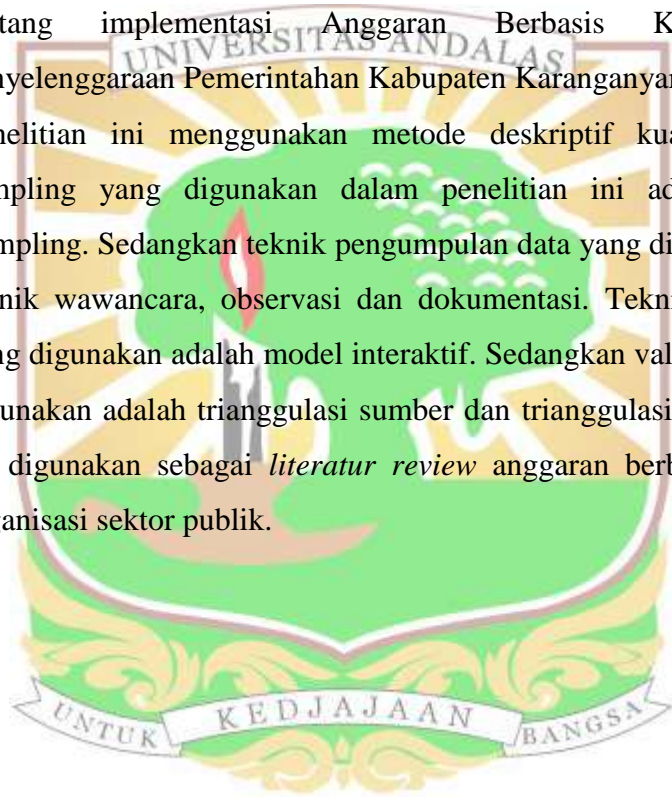 tang implementasi Anggaran Berbasis K
nyelenggaraan Pemerintahan Kabupaten Karanganyar
nelitian ini menggunakan metode deskriptif kua
mpling yang digunakan dalam penelitian ini ad
mpling. Sedangkan teknik pengumpulan data yang di
nik wawancara, observasi dan dokumentasi. Tekni
ng digunakan adalah model interaktif. Sedangkan val
unakan adalah trianggulasi sumber dan trianggulasi
digunakan sebagai literatur review anggaran berb
ganisasi sektor publik.
UNIVERSITAS ANDALAS
UNTUK KEDJAJAAN BANGSA